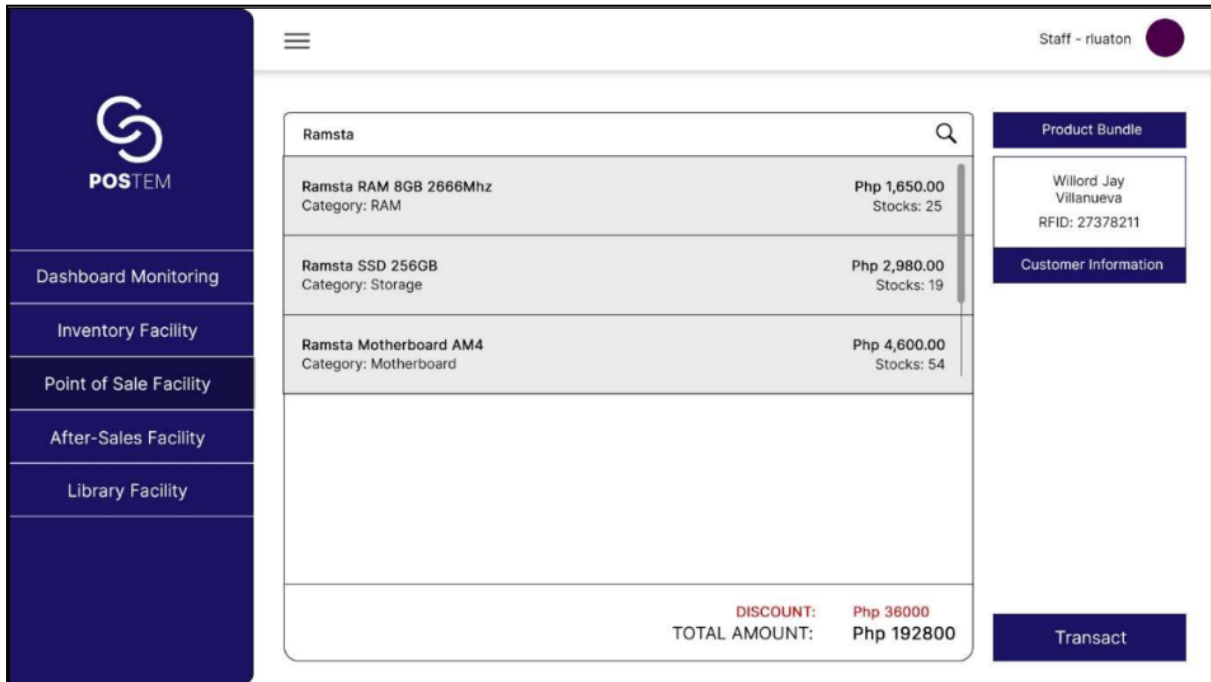 POSTEM
Dashboard Monitoring
Inventory Facility
Point of Sale Facility
After-Sales Facility
Library Facility
Staff - rluaton
Ramsta
Ramsta RAM 8GB 2666Mhz
Php 1,650.00
Category: RAM
Stocks: 25
Ramsta SSD 256GB
Php 2,980.00
Category: Storage
Stocks: 19
Ramsta Motherboard AM4
Php 4,600.00
Category: Motherboard
Stocks: 54
DISCOUNT: Php 36000
TOTAL AMOUNT: Php 192800
Product Bundle
Willord Jay
Villanueva
RFID: 27378211
Customer Information
Transact